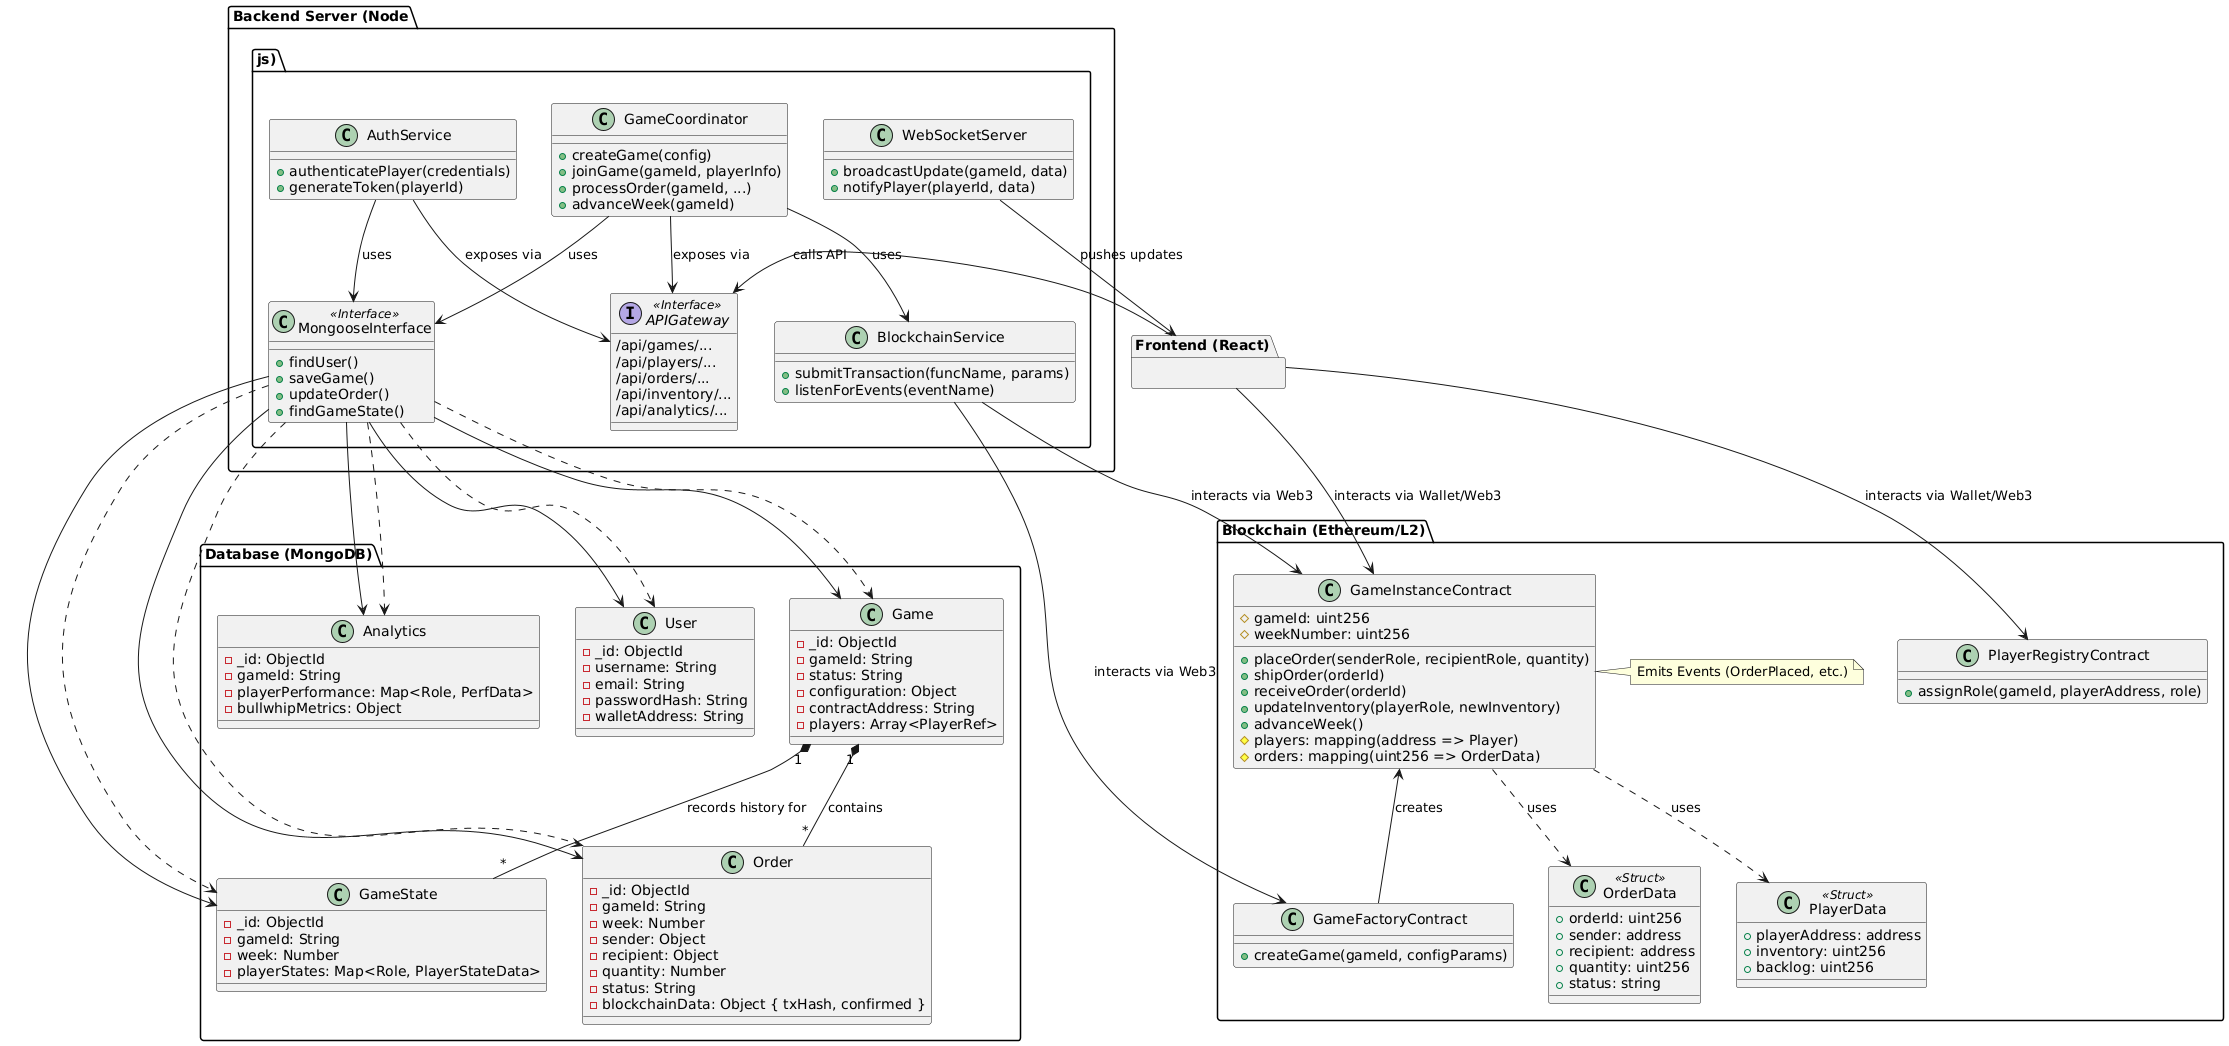 Backend Server (Node
js)
AuthService
authenticatePlayer(credentials)
generateToken(playerId)
GameCoordinator
createGame(config)
joinGame(gameId, playerInfo)
processOrder(gameId, ...)
advanceWeek(gameId)
WebSocketServer
broadcastUpdate(gameId, data)
notifyPlayer(playerId, data)
uses
exposes via
uses
exposes via
calls API
uses
pushes updates
«Interface»
MongooseInterface
findUser()
saveGame()
updateOrder()
findGameState()
«Interface»
APIGateway
/api/games/...
/api/players/...
/api/orders/...
/api/inventory/...
/api/analytics/...
BlockchainService
submitTransaction(funcName, params)
listenForEvents(eventName)
Frontend (React)
interacts via Web3
interacts via Wallet/Web3
interacts via Wallet/Web3
Database (MongoDB)
Analytics
_id: ObjectId
gameId: String
playerPerformance: Map<Role, PerfData>
bullwhipMetrics: Object
User
_id: ObjectId
username: String
email: String
passwordHash: String
walletAddress: String
Game
_id: ObjectId
gameId: String
status: String
configuration: Object
contractAddress: String
players: Array<PlayerRef>
1
1
records history for
contains
*
*
GameState
_id: ObjectId
gameId: String
week: Number
playerStates: Map<Role, PlayerStateData>
Order
_id: ObjectId
gameId: String
week: Number
sender: Object
recipient: Object
quantity: Number
status: String
blockchainData: Object { txHash, confirmed }
interacts via Web3
Blockchain (Ethereum/L2)
GameInstanceContract
gameId: uint256
weekNumber: uint256
placeOrder(senderRole, recipientRole, quantity)
shipOrder(orderId)
receiveOrder(orderId)
updateInventory(playerRole, newInventory)
advanceWeek()
players: mapping(address => Player)
orders: mapping(uint256 => OrderData)
Emits Events (OrderPlaced, etc.)
PlayerRegistryContract
assignRole(gameId, playerAddress, role)
creates
uses
uses
GameFactoryContract
createGame(gameId, configParams)
«Struct»
OrderData
orderId: uint256
sender: address
recipient: address
quantity: uint256
status: string
«Struct»
PlayerData
playerAddress: address
inventory: uint256
backlog: uint256